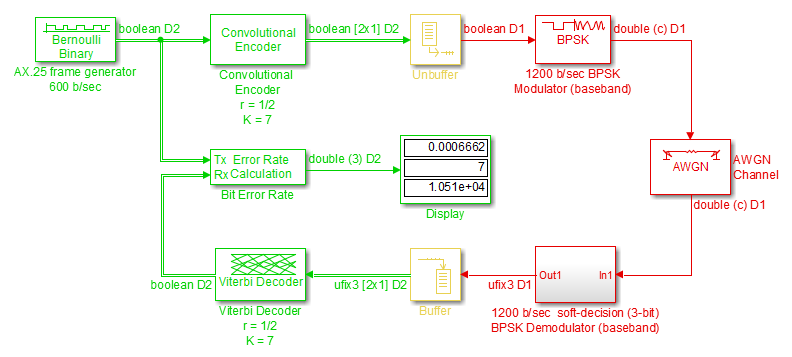 boolean D2
Bernoulli
Binary
AX.25 frame generator
600 b/sec
Convolutional
Encoder
Convolutional
Encoder
r = 1/2
K = 7
boolean [2x1] D2
Unbuffer
boolean D1
BPSK
1200 b/sec BPSK
Modulator (baseband)
double (c) D1
AWGN
AWGN
Channel
double (c) D1
Tx Error Rate
Rx Calculation
Bit Error Rate
double (3) D2
0.0006662
7
1.051e+04
Display
boolean D2
Viterbi Decoder
Viterbi Decoder
r = 1/2
K = 7
ufix3 [2x1] D2
Buffer
ufix3 D1
Out1 In1
1200 b/sec soft-decision (3-bit)
BPSK Demodulator (baseband)